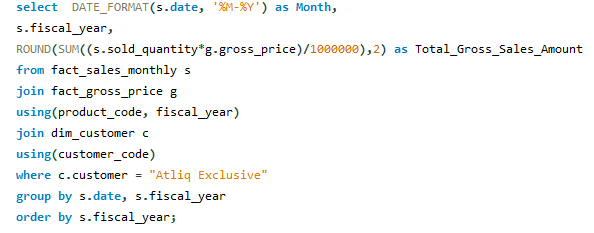 select  DATE_FORMAT(s.date, '%M-%Y') as Month,
s.fiscal_year,
ROUND(SUM((s.sold_quantity*g.gross_price)/1000000),2) as Total_Gross_Sales_Amount
from fact_sales_monthly s
join fact_gross_price g
using(product_code, fiscal_year)
join dim_customer c
using(customer_code)
where c.customer = "Atliq Exclusive"
group by s.date, s.fiscal_year
order by s.fiscal_year;